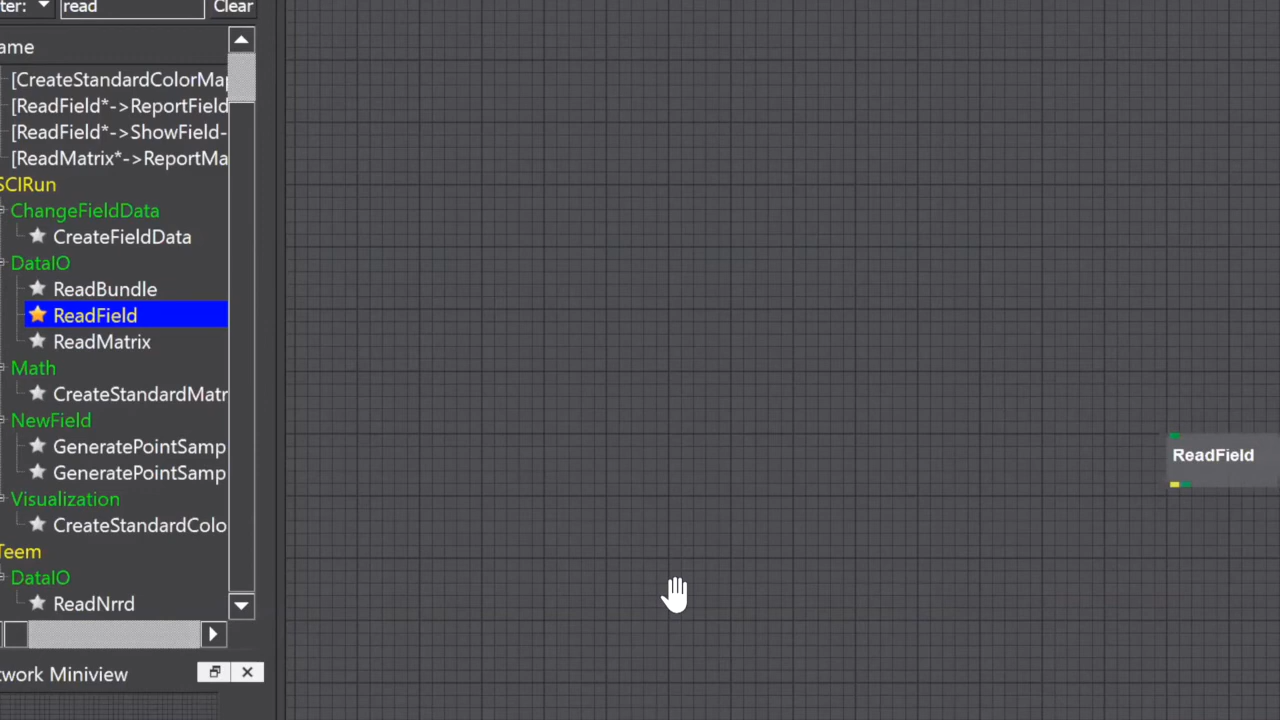 ter: read Clear
ame
[CreateStandardColorMap
[ReadField*->ReportField
[ReadField*->ShowField-
[ReadMatrix*->ReportMa
SCIRun
ChangeFieldData
CreateFieldData
DataIO
ReadBundle
ReadField
ReadMatrix
Math
CreateStandardMatr
NewField
GeneratePointSamp
GeneratePointSamp
Visualization
CreateStandardColo
Teem
DataIO
ReadNrrd
twork Miniview
ReadField